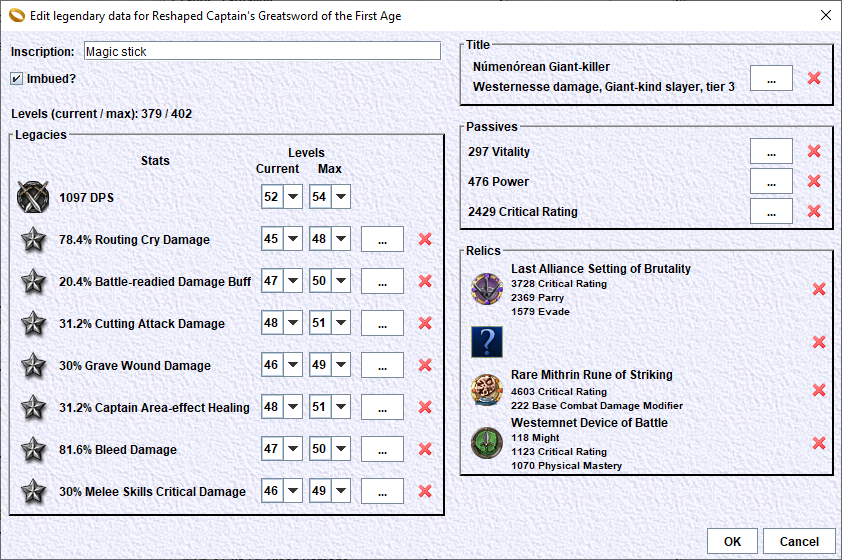 Edit legendary data for Reshaped Captain's Greatsword of the First Age
Inscription: Magic stick
Imbued?
Levels (current / max): 379 / 402
Legacies
Stats
Levels
Current Max
1097 DPS 52 54
78.4% Routing Cry Damage 45 48 ...
20.4% Battle-readied Damage Buff 47 50 ...
31.2% Cutting Attack Damage 48 51 ...
30% Grave Wound Damage 46 49 ...
31.2% Captain Area-effect Healing 48 51 ...
81.6% Bleed Damage 47 50 ...
30% Melee Skills Critical Damage 46 49 ...
Title
Númenórean Giant-killer
Westernesse damage, Giant-kind slayer, tier 3
...
Passives
297 Vitality ...
476 Power ...
2429 Critical Rating ...
Relics
Last Alliance Setting of Brutality
3728 Critical Rating
2369 Parry
1579 Evade
?
Rare Mithrin Rune of Striking
4603 Critical Rating
222 Base Combat Damage Modifier
Westemnet Device of Battle
118 Might
1123 Critical Rating
1070 Physical Mastery
OK Cancel